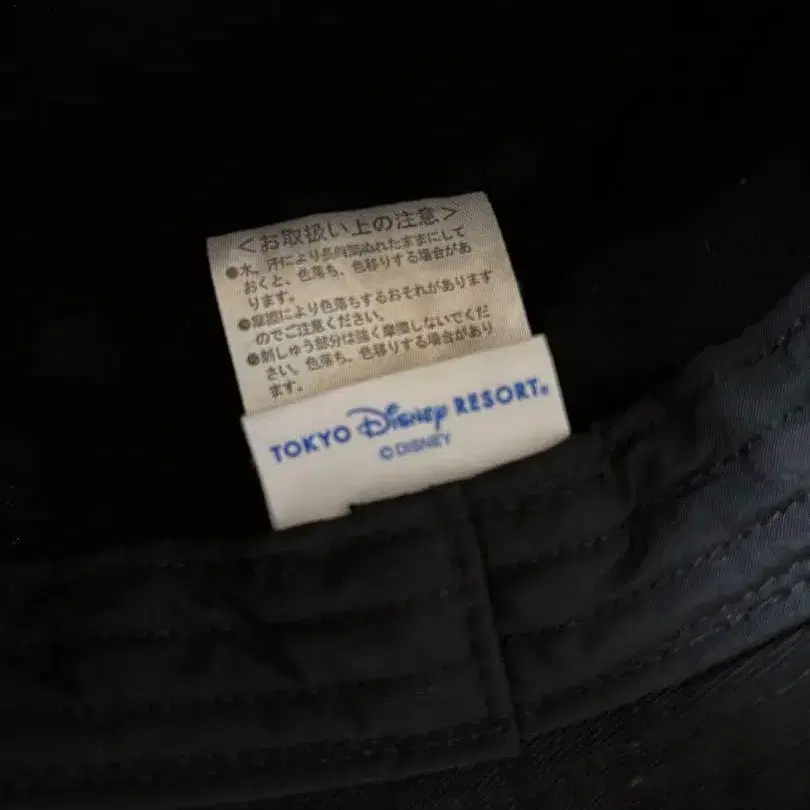 ＜お取扱い上の注意＞
●水、汗により長時間ぬれたままにして
おくと、色落ち、色移りする場合があ
ります。
●摩擦により色落ちするおそれがあります
のでご注意ください。
●刺しゅう部分は強く摩擦しないでくだ
さい。色落ち、色移りする場合があり
ます。
TOKYO Disney RESORT®
© DISNEY